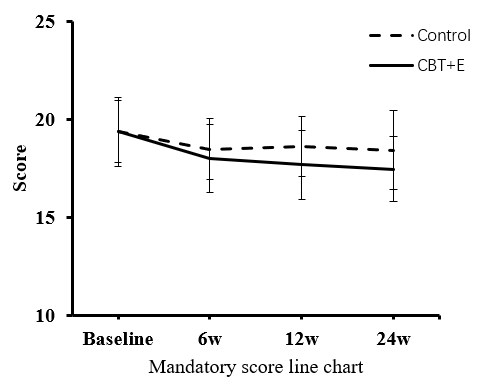 25
Control
CBT+E
20
Score
15
10
Baseline 6w 12w 24w
Mandatory score line chart